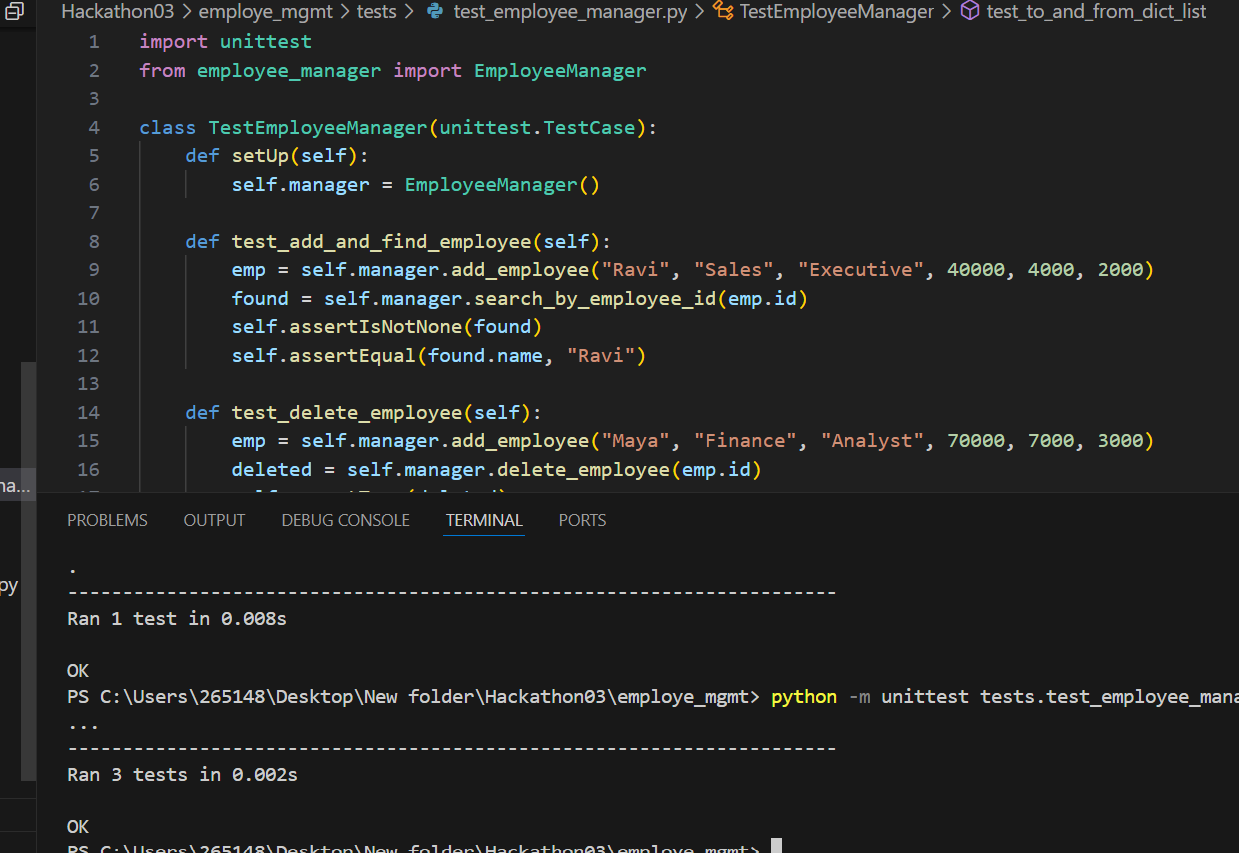 Hackathon03 > employe_mgmt > tests > test_employee_manager.py > TestEmployeeManager > test_to_and_from_dict_list
1 import unittest
2 from employee_manager import EmployeeManager
3
4 class TestEmployeeManager(unittest.TestCase):
5     def setUp(self):
6         self.manager = EmployeeManager()
7
8     def test_add_and_find_employee(self):
9         emp = self.manager.add_employee("Ravi", "Sales", "Executive", 40000, 4000, 2000)
10         found = self.manager.search_by_employee_id(emp.id)
11         self.assertIsNotNone(found)
12         self.assertEqual(found.name, "Ravi")
13
14     def test_delete_employee(self):
15         emp = self.manager.add_employee("Maya", "Finance", "Analyst", 70000, 7000, 3000)
16         deleted = self.manager.delete_employee(emp.id)
na...
py
PROBLEMS OUTPUT DEBUG CONSOLE TERMINAL PORTS
.
----------------------------------------------------------------------
Ran 1 test in 0.008s
OK
PS C:\Users\265148\Desktop\New folder\Hackathon03\employe_mgmt> python -m unittest tests.test_employee_mana
...
----------------------------------------------------------------------
Ran 3 tests in 0.002s
OK
PS C:\Users\265148\Desktop\New folder\Hackathon03\employe_mgmt>